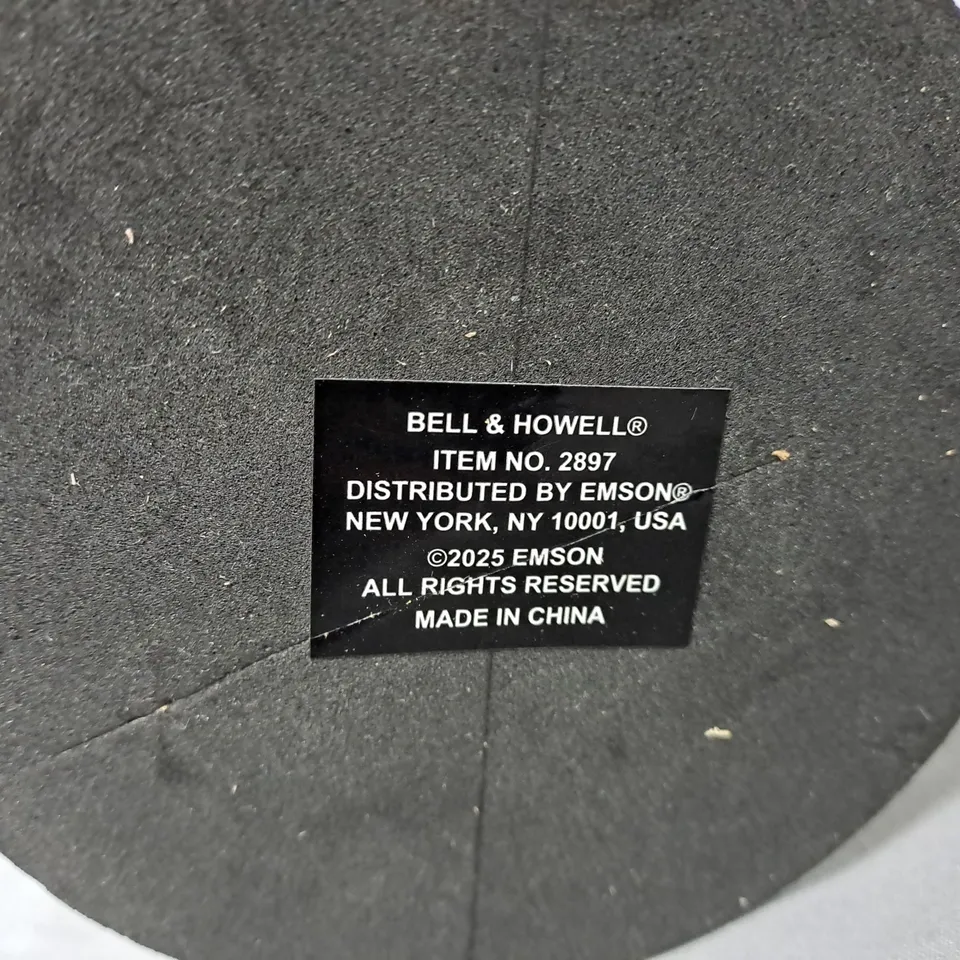 BELL & HOWELL®
ITEM NO. 2897
DISTRIBUTED BY EMSON®
NEW YORK, NY 10001, USA
©2025 EMSON
ALL RIGHTS RESERVED
MADE IN CHINA